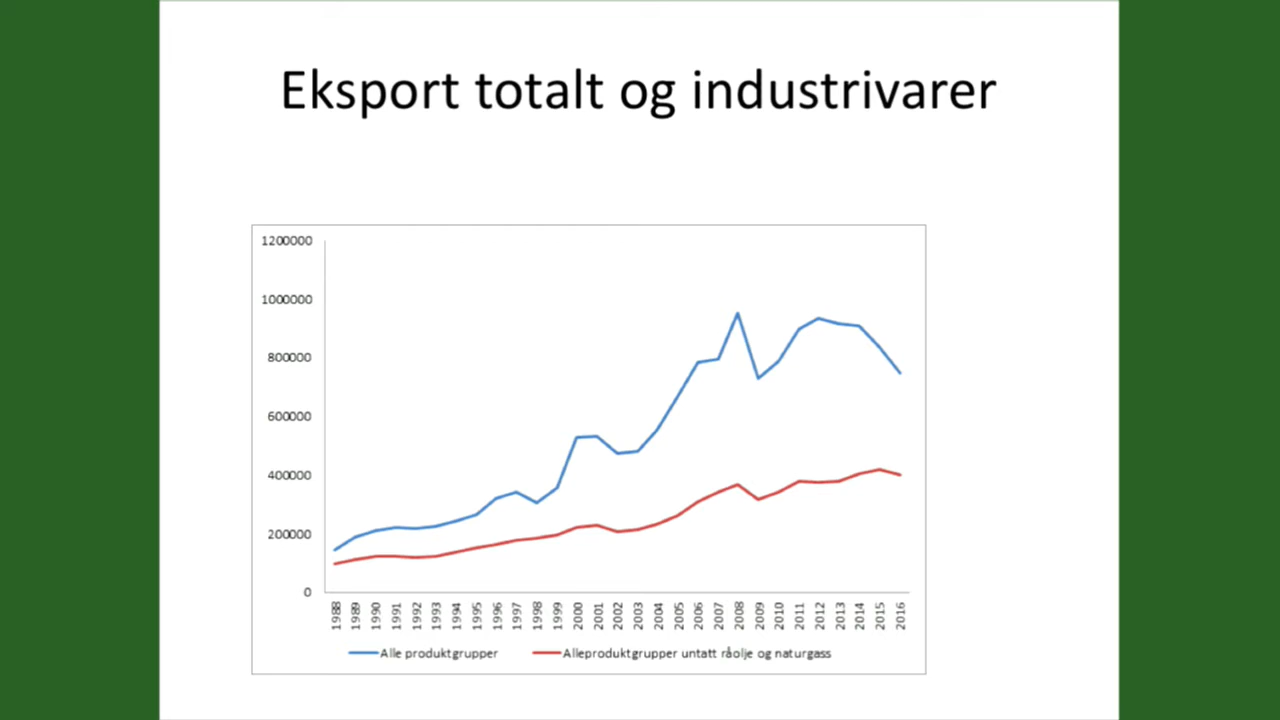 Eksport totalt og industrivarer
1200000
1000000
800000
600000
400000
200000
0
1988 1989 1990 1991 1992 1993 1994 1995 1996 1997 1998 1999 2000 2001 2002 2003 2004 2005 2006 2007 2008 2009 2010 2011 2012 2013 2014 2015 2016
Alle produktgrupper Alleproduktgrupper untatt råolje og naturgass